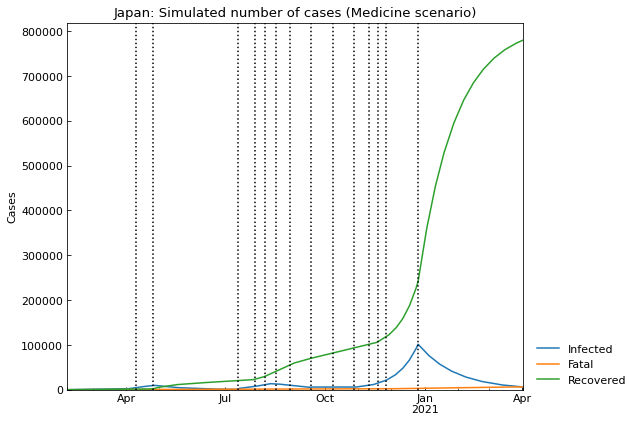 Japan: Simulated number of cases (Medicine scenario)
800000
700000
600000
500000
400000
300000
200000
100000
0
Cases
Apr
Jul
Oct
Jan
2021
Apr
Infected
Fatal
Recovered